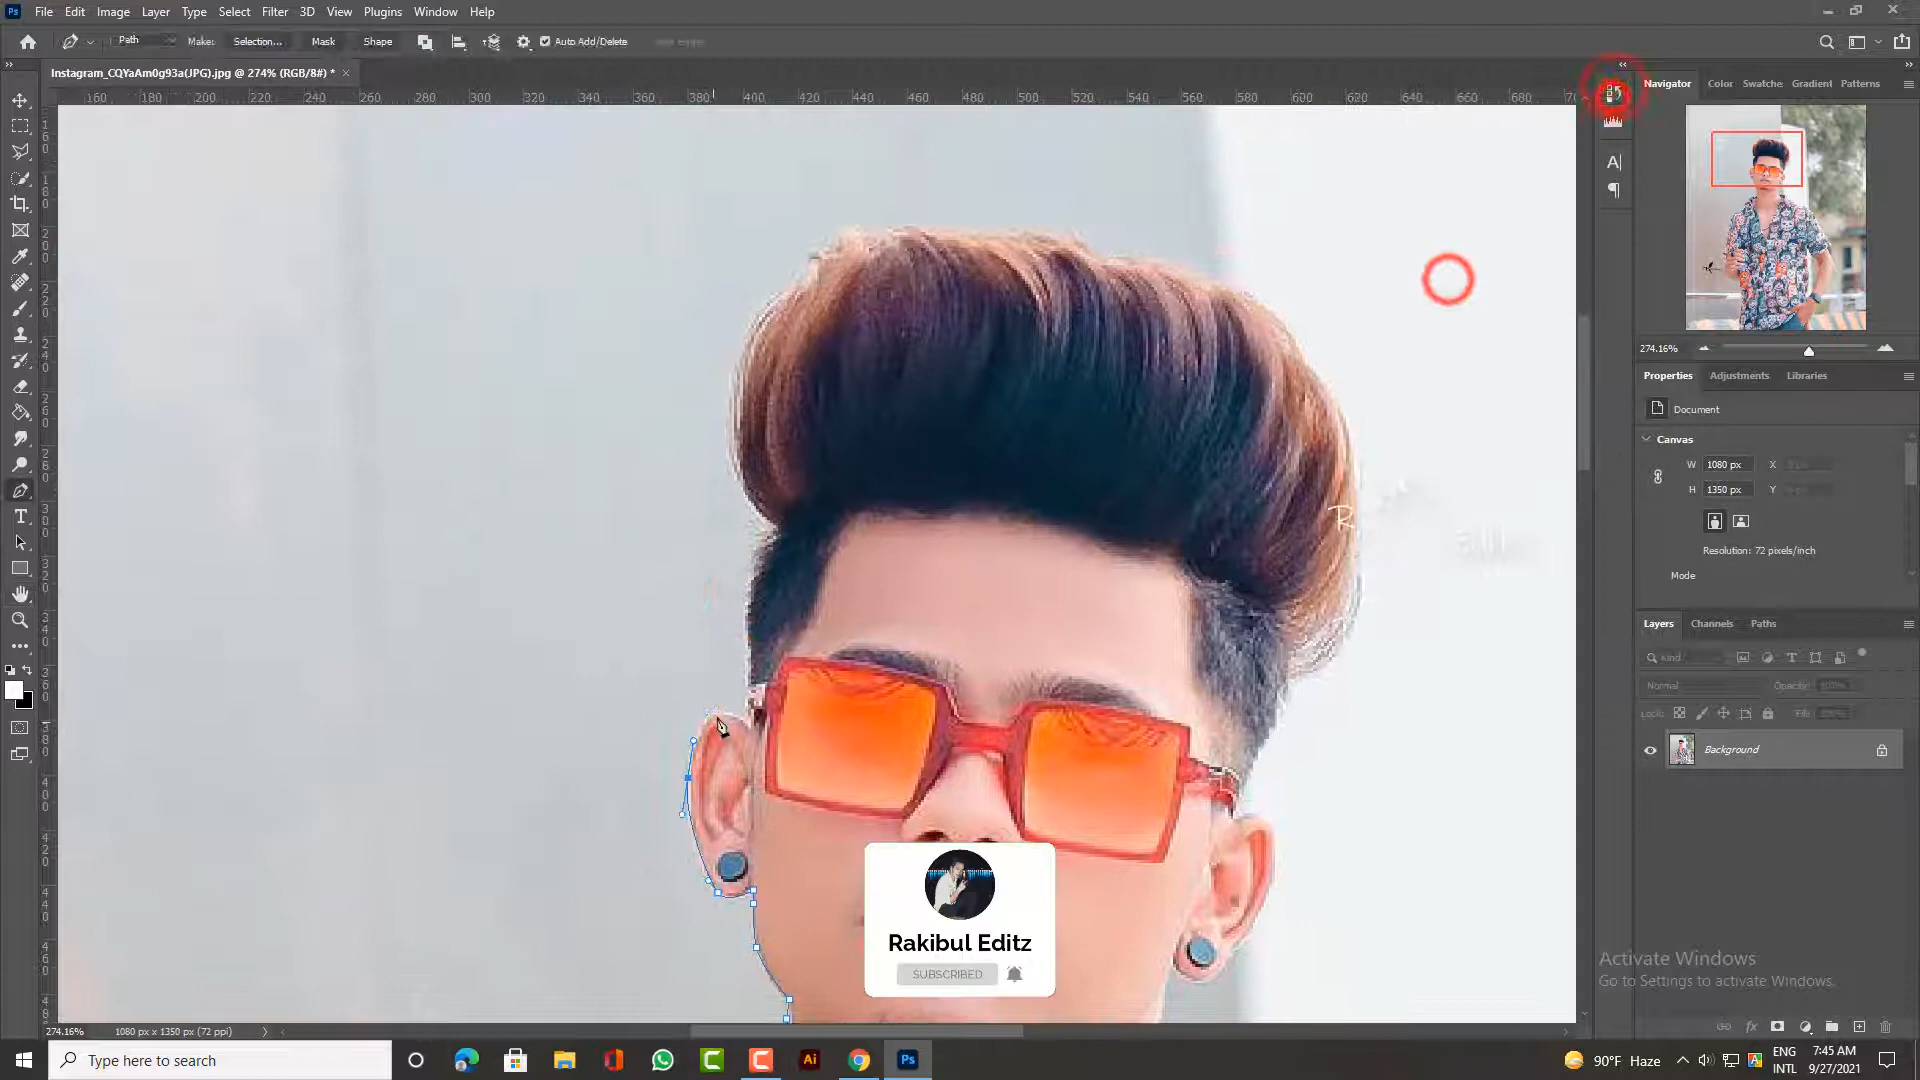 Ps File Edit Image Layer Type Select Filter 3D View Plugins Window Help
Path Make: Selection... Mask Shape Auto Add/Delete
Instagram_CQYaAm0g93a(JPG).jpg @ 274% (RGB/8#) * ×
160 180 200 220 240 260 280 300 320 340 360 380 400 420 440 460 480 500 520 540 560 580 600 620 640 660 680
Navigator Color Swatche Gradient Patterns
274.16%
Properties Adjustments Libraries
Document
Canvas
W 1080 px X
H 1350 px Y
Resolution: 72 pixels/inch
Mode
Layers Channels Paths
Kind
Normal Opacity: 100%
Lock: Fill:
Background
R
Rakibul Editz
SUBSCRIBED
Activate Windows
Go to Settings to activate Windows.
274.16% 1080 px x 1350 px (72 ppi)
Type here to search
Ai Ps
90°F Haze
ENG
INTL
7:45 AM
9/27/2021